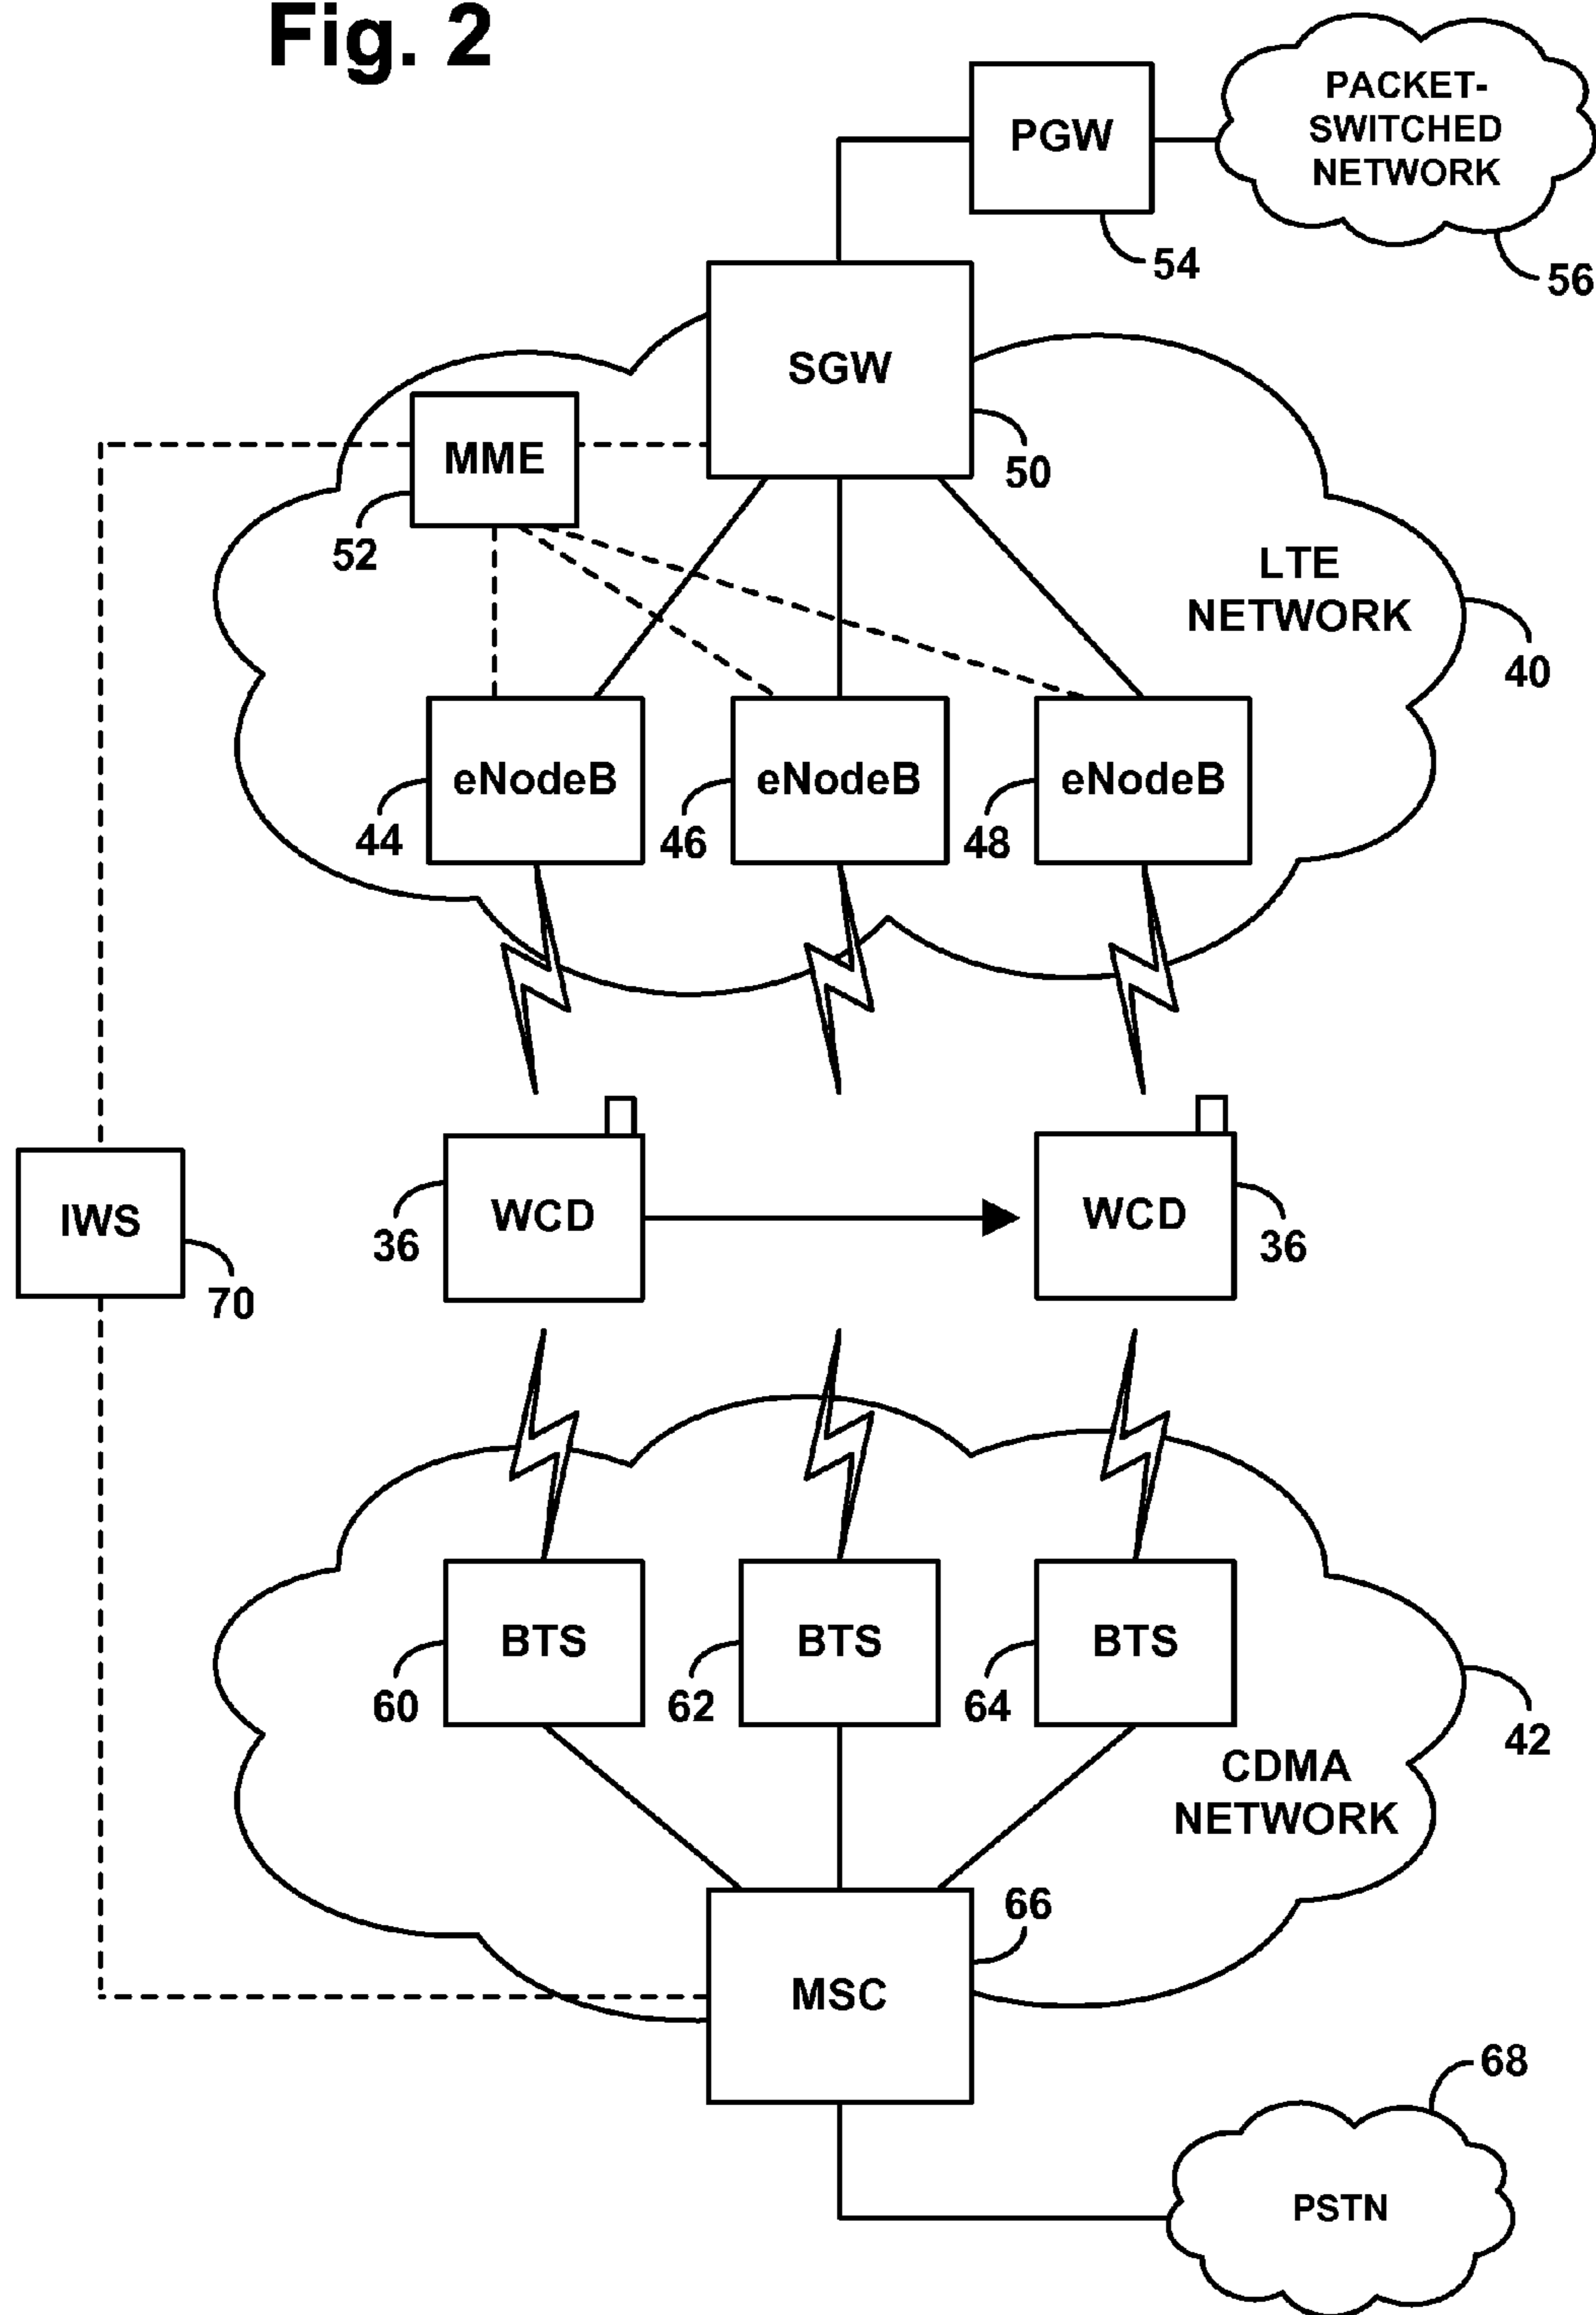 Fig. 2
PACKET-
SWITCHED
NETWORK
PGW
54
56
SGW
MME
50
52
LTE
NETWORK
40
eNodeB
eNodeB
eNodeB
44
46
48
WCD
WCD
IWS
36
36
70
BTS
BTS
BTS
60
62
64
42
CDMA
NETWORK
66
MSC
68
PSTN